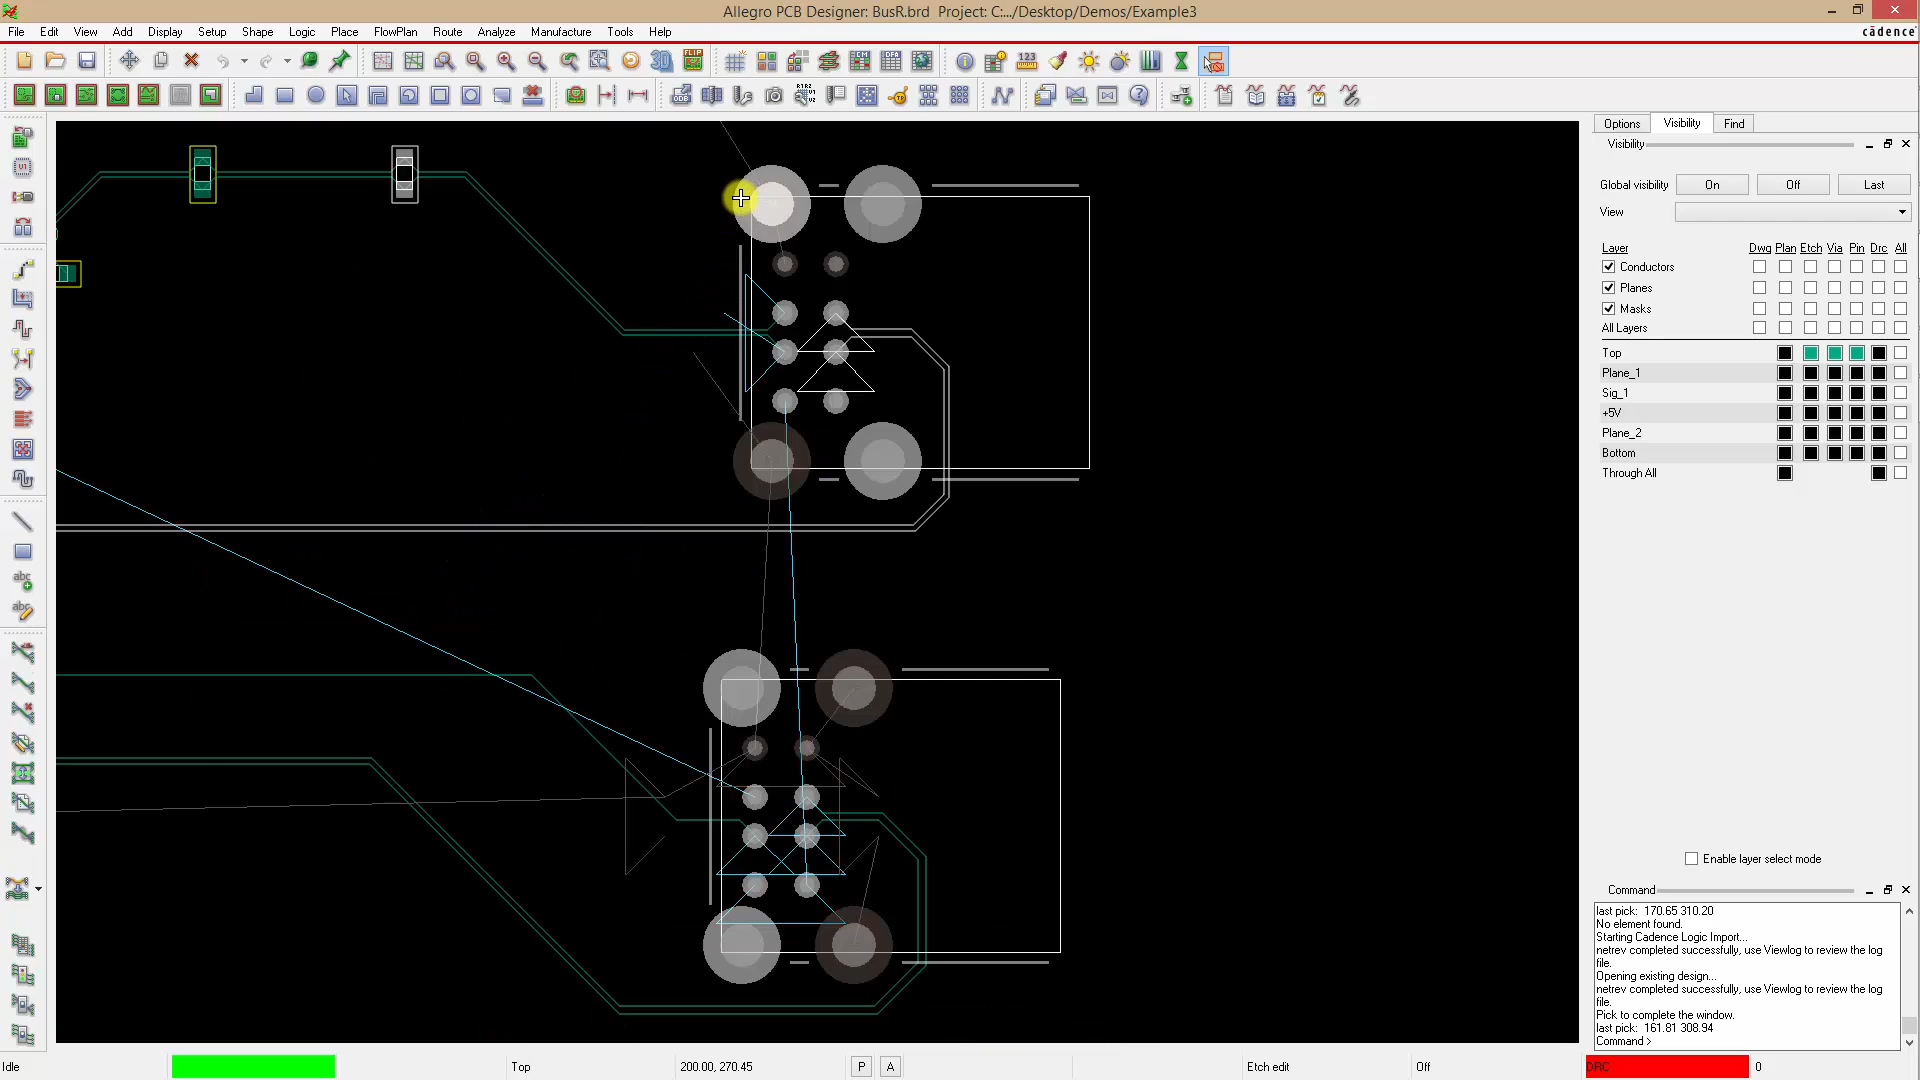 Allegro PCB Designer: BusR.brd  Project: C:.../Desktop/Demos/Example3
File Edit View Add Display Setup Shape Logic Place FlowPlan Route Analyze Manufacture Tools Help
cādence
Options Visibility Find
Visibility
Global visibility On Off Last
View
Layer Dwg Plan Etch Via Pin Drc All
Conductors
Planes
Masks
All Layers
Top
Plane_1
Sig_1
+5V
Plane_2
Bottom
Through All
Enable layer select mode
Command
last pick:  170.65 310.20
No element found.
Starting Cadence Logic Import...
netrev completed successfully, use Viewlog to review the log
file.
Opening existing design...
netrev completed successfully, use Viewlog to review the log
file.
Pick to complete the window.
last pick:  161.81 308.94
Command >
Idle Top 200.00, 270.45 P A Etch edit Off DRC 0